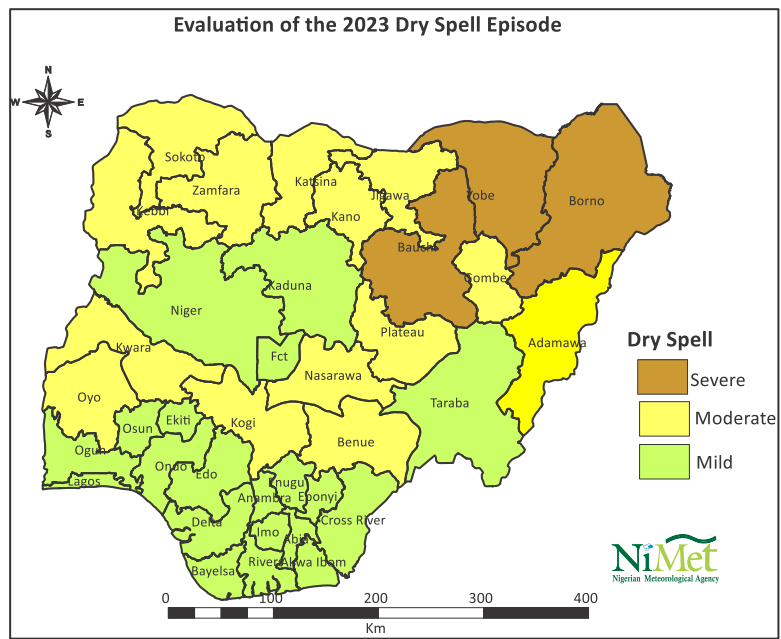 Evaluation of the 2023 Dry Spell Episode
N
W E
S
Sokoto
Zamfara
Katsina
Jigawa
Yobe
Borno
Kebbi
Kano
Bauchi
Gombe
Kaduna
Niger
Plateau
Adamawa
Kwara
Fct
Nasarawa
Oyo
Taraba
Kogi
Ekiti
Osun
Benue
Ogun
Ondo
Edo
Lagos
Enugu
Anambra
Ebonyi
Delta
Imo
Abia
Cross River
Bayelsa
Rivers
Akwa Ibom
Dry Spell
Severe
Moderate
Mild
NiMet
Nigerian Meteorological Agency
0 100 200 300 400
Km